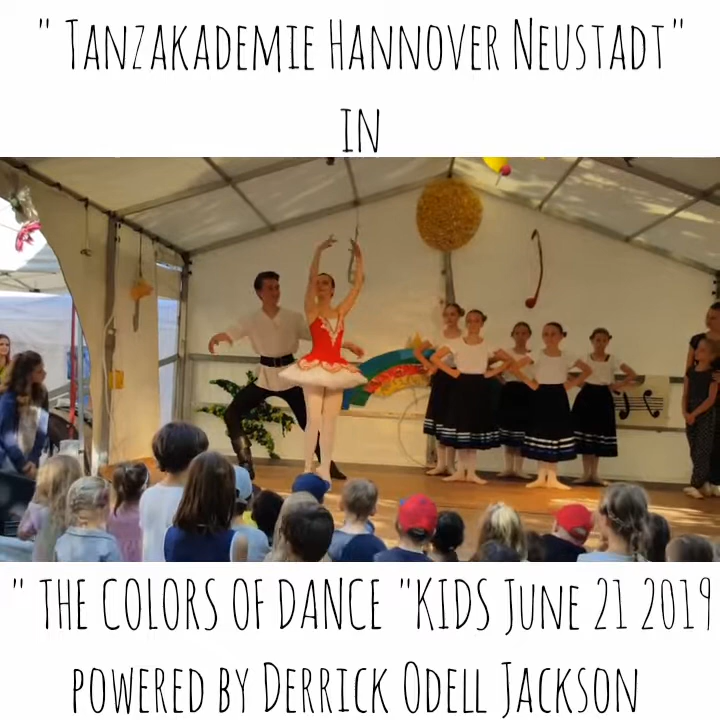 " Tanzakademie Hannover Neustadt"
in
" THE COLORS OF DANCE "KIDS June 21 2019
powered by Derrick Odell Jackson